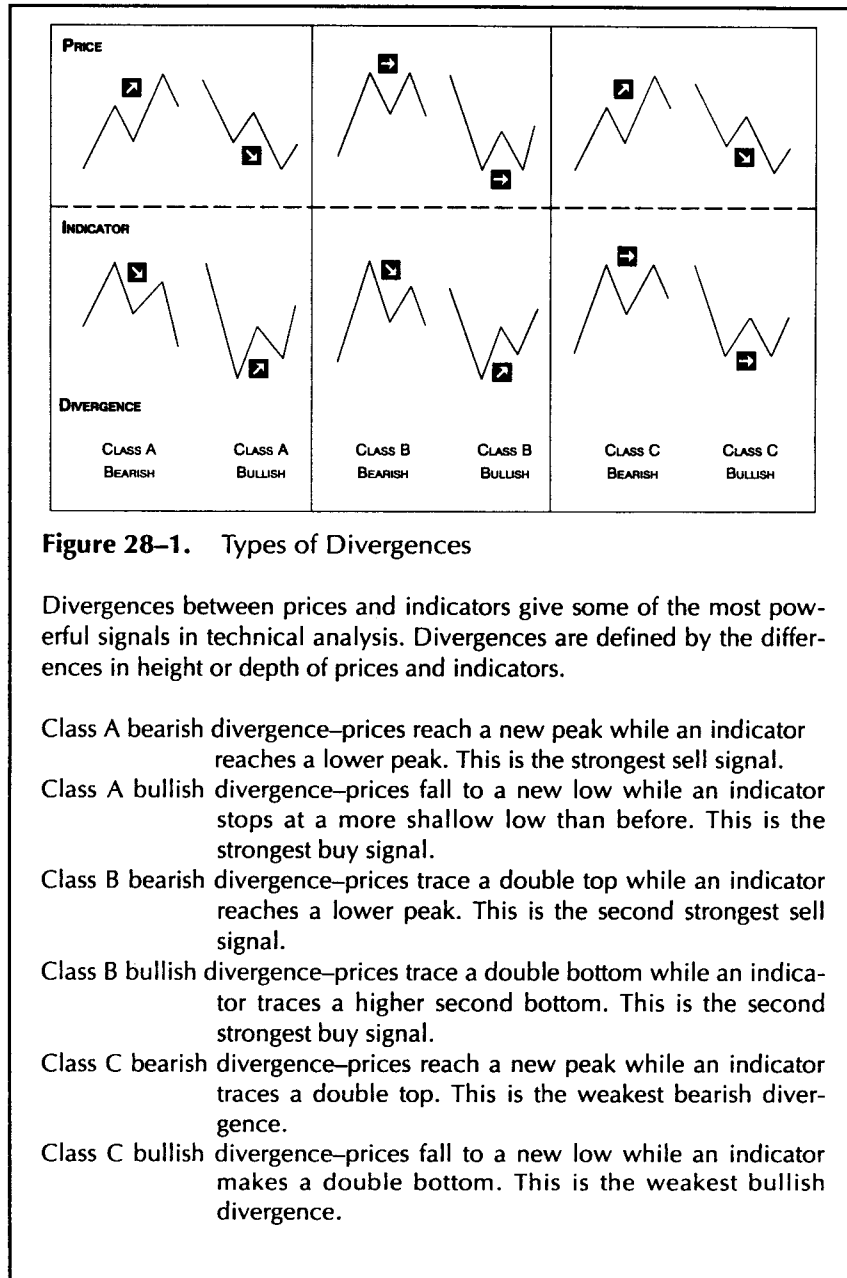 PRICE
INDICATOR
DIVERGENCE
CLASS A BEARISH
CLASS A BULLISH
CLASS B BEARISH
CLASS B BULLISH
CLASS C BEARISH
CLASS C BULLISH
Figure 28–1. Types of Divergences
Divergences between prices and indicators give some of the most pow-
erful signals in technical analysis. Divergences are defined by the differ-
ences in height or depth of prices and indicators.
Class A bearish divergence–prices reach a new peak while an indicator
reaches a lower peak. This is the strongest sell signal.
Class A bullish divergence–prices fall to a new low while an indicator
stops at a more shallow low than before. This is the
strongest buy signal.
Class B bearish divergence–prices trace a double top while an indicator
reaches a lower peak. This is the second strongest sell
signal.
Class B bullish divergence–prices trace a double bottom while an indica-
tor traces a higher second bottom. This is the second
strongest buy signal.
Class C bearish divergence–prices reach a new peak while an indicator
traces a double top. This is the weakest bearish diver-
gence.
Class C bullish divergence–prices fall to a new low while an indicator
makes a double bottom. This is the weakest bullish
divergence.